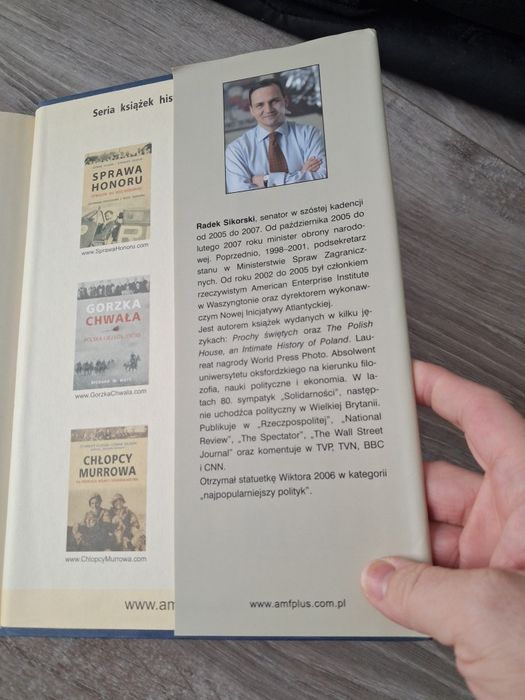 Seria książek his
SPRAWA
HONORU
www.SprawaHonoru.com
GORZKA
CHWAŁA
RICHARD M. WATT
www.GorzkaChwala.com
CHŁOPCY
MURROWA
www.ChlopcyMurrowa.com
www.am
Radek Sikorski, senator w szóstej kadencji
od 2005 do 2007. Od października 2005 do
lutego 2007 roku minister obrony narodo-
wej. Poprzednio, 1998–2001, podsekretarz
stanu w Ministerstwie Spraw Zagranicz-
nych. Od roku 2002 do 2005 był członkiem
rzeczywistym American Enterprise Institute
w Waszyngtonie oraz dyrektorem wykonaw-
czym Nowej Inicjatywy Atlantyckiej.
Jest autorem książek wydanych w kilku ję-
zykach: Prochy świętych oraz The Polish
House, an Intimate History of Poland. Lau-
reat nagrody World Press Photo. Absolwent
uniwersytetu oksfordzkiego na kierunku filo-
zofia, nauki polityczne i ekonomia. W la-
tach 80. sympatyk „Solidarności”, następ-
nie uchodźca polityczny w Wielkiej Brytanii.
Publikuje w „Rzeczpospolitej”, „National
Review”, „The Spectator”, „The Wall Street
Journal” oraz komentuje w TVP, TVN, BBC
i CNN.
Otrzymał statuetkę Wiktora 2006 w kategorii
„najpopularniejszy polityk”.
www.amfplus.com.pl